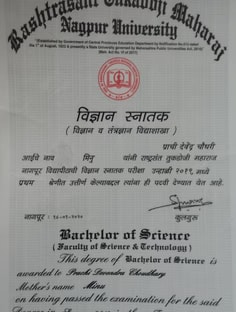 Rashtrasant Tukadoji Maharaj
Nagpur University
विज्ञान स्नातक
( विज्ञान व तंत्रज्ञान विद्याशाखा )
प्राची देवेंद्र चौधरी
आईचे नाव मिनु यांनी राष्ट्रसंत तुकडोजी महाराज
नागपूर विद्यापीठाची विज्ञान स्नातक परीक्षा उन्हाळी २०१९, मध्ये
प्रथम श्रेणीत उत्तीर्ण केल्याबद्दल त्यांना ही पदवी देण्यात येत आहे.
नागपूर :
कुलगुरू
Bachelor of Science
( Faculty of Science & Technology )
This degree of Bachelor of Science is
awarded to Prachi Devendra Choudhary
Mother's name Minu
on having passed the examination for the said